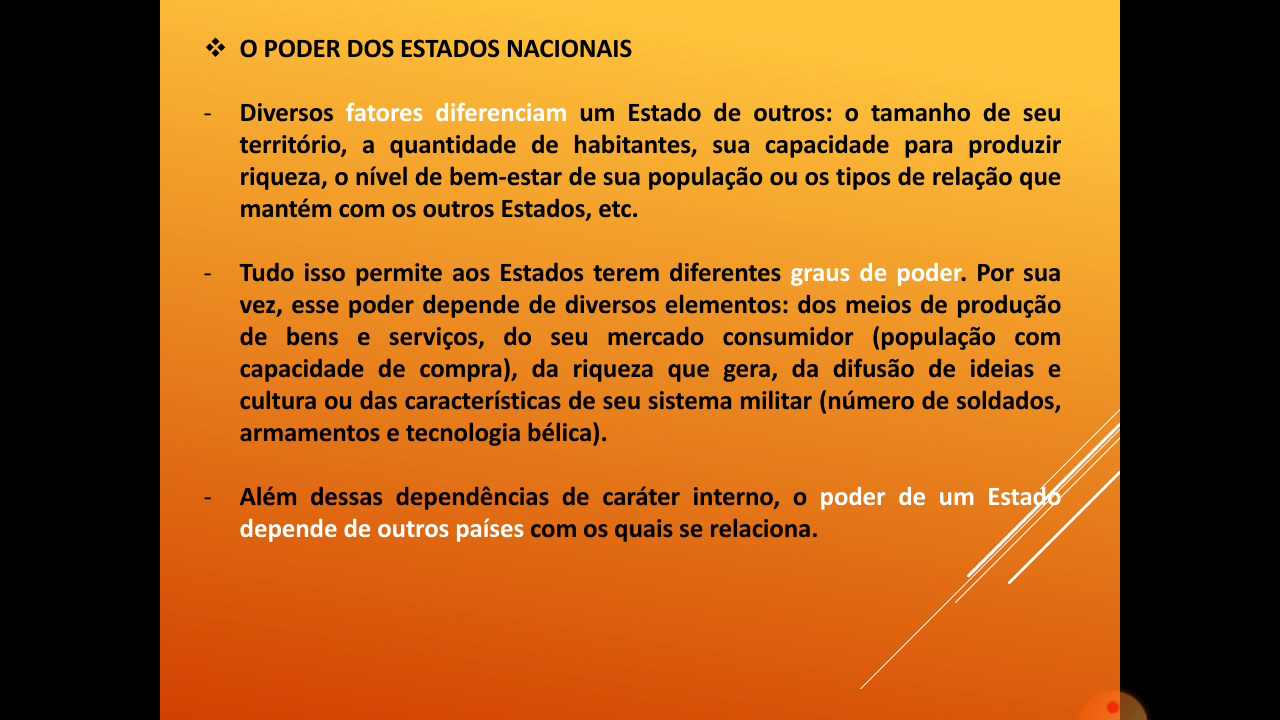 ❖ O PODER DOS ESTADOS NACIONAIS
- Diversos fatores diferenciam um Estado de outros: o tamanho de seu
território, a quantidade de habitantes, sua capacidade para produzir
riqueza, o nível de bem-estar de sua população ou os tipos de relação que
mantém com os outros Estados, etc.
- Tudo isso permite aos Estados terem diferentes graus de poder. Por sua
vez, esse poder depende de diversos elementos: dos meios de produção
de bens e serviços, do seu mercado consumidor (população com
capacidade de compra), da riqueza que gera, da difusão de ideias e
cultura ou das características de seu sistema militar (número de soldados,
armamentos e tecnologia bélica).
- Além dessas dependências de caráter interno, o poder de um Estado
depende de outros países com os quais se relaciona.